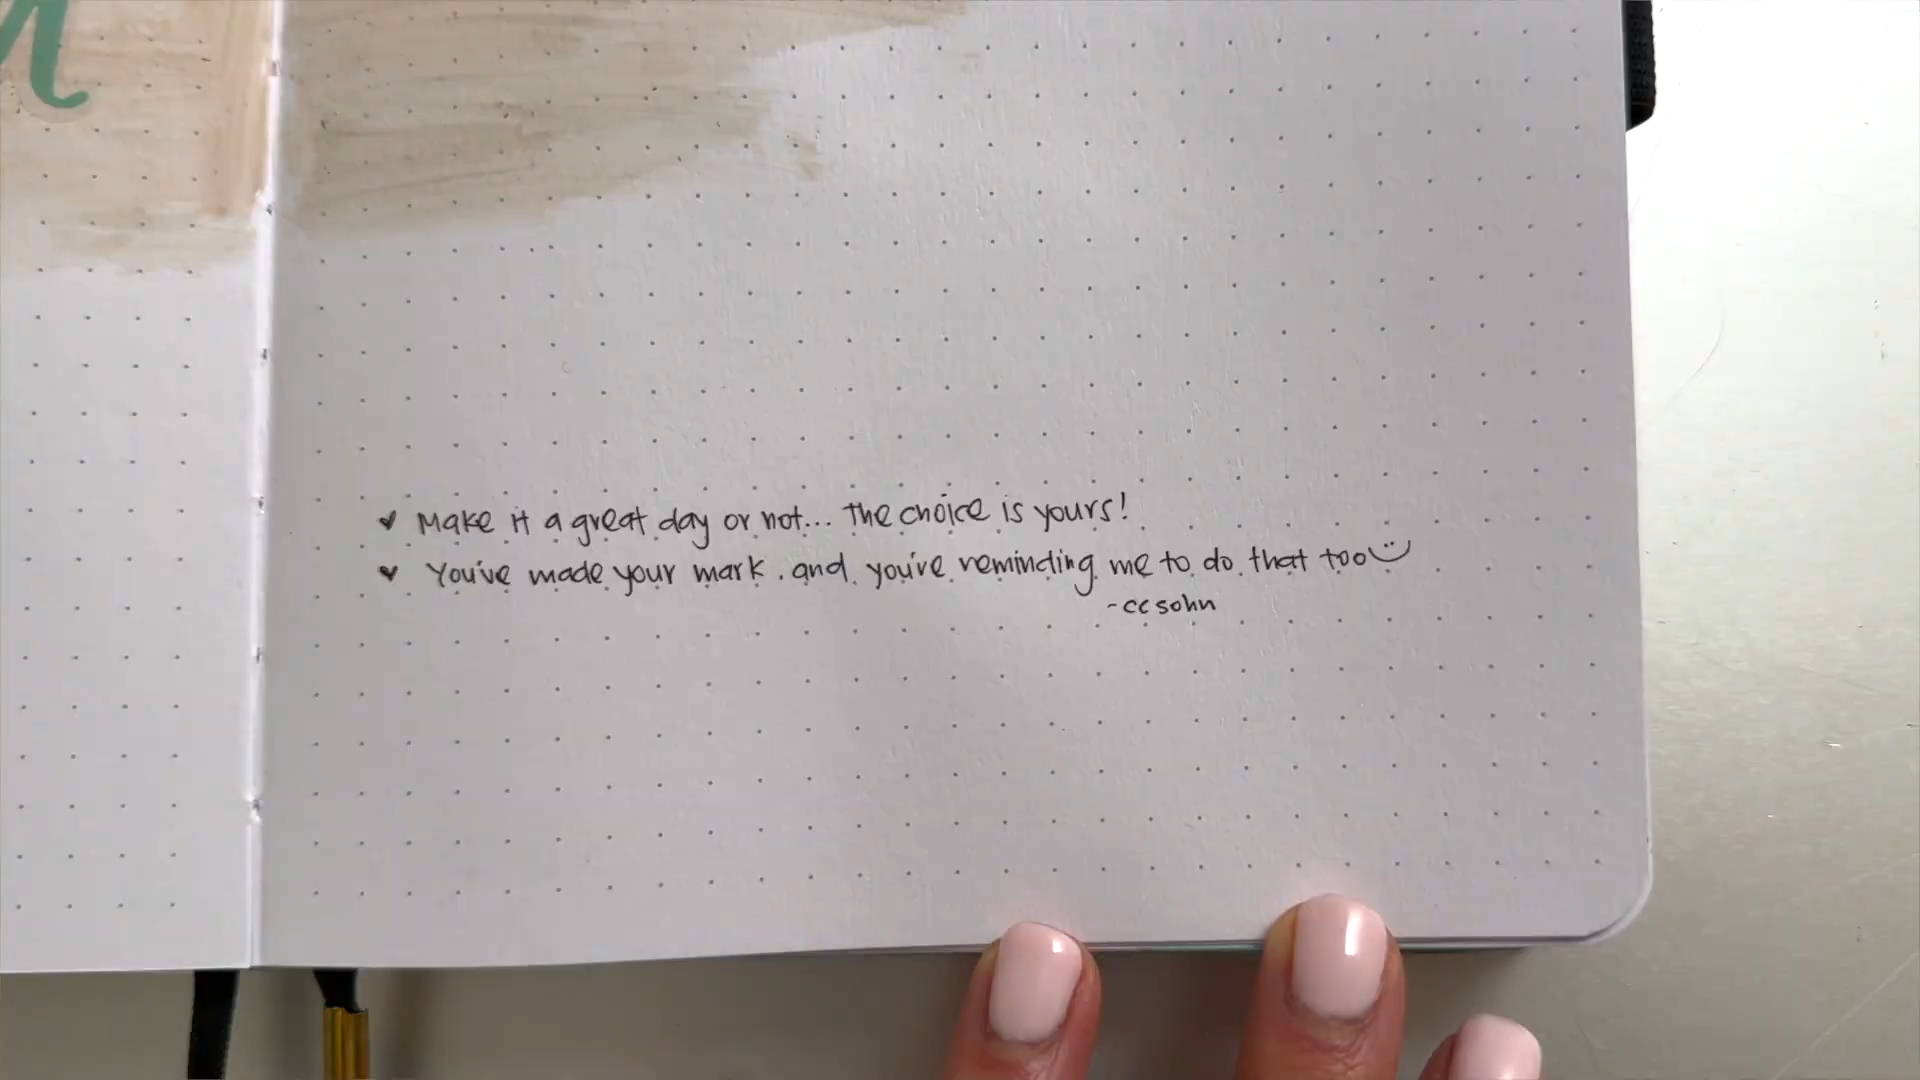 ♥ Make it a great day or not... the choice is yours!
♥ You've made your mark. and you've reminding me to do that too
-cc sohn